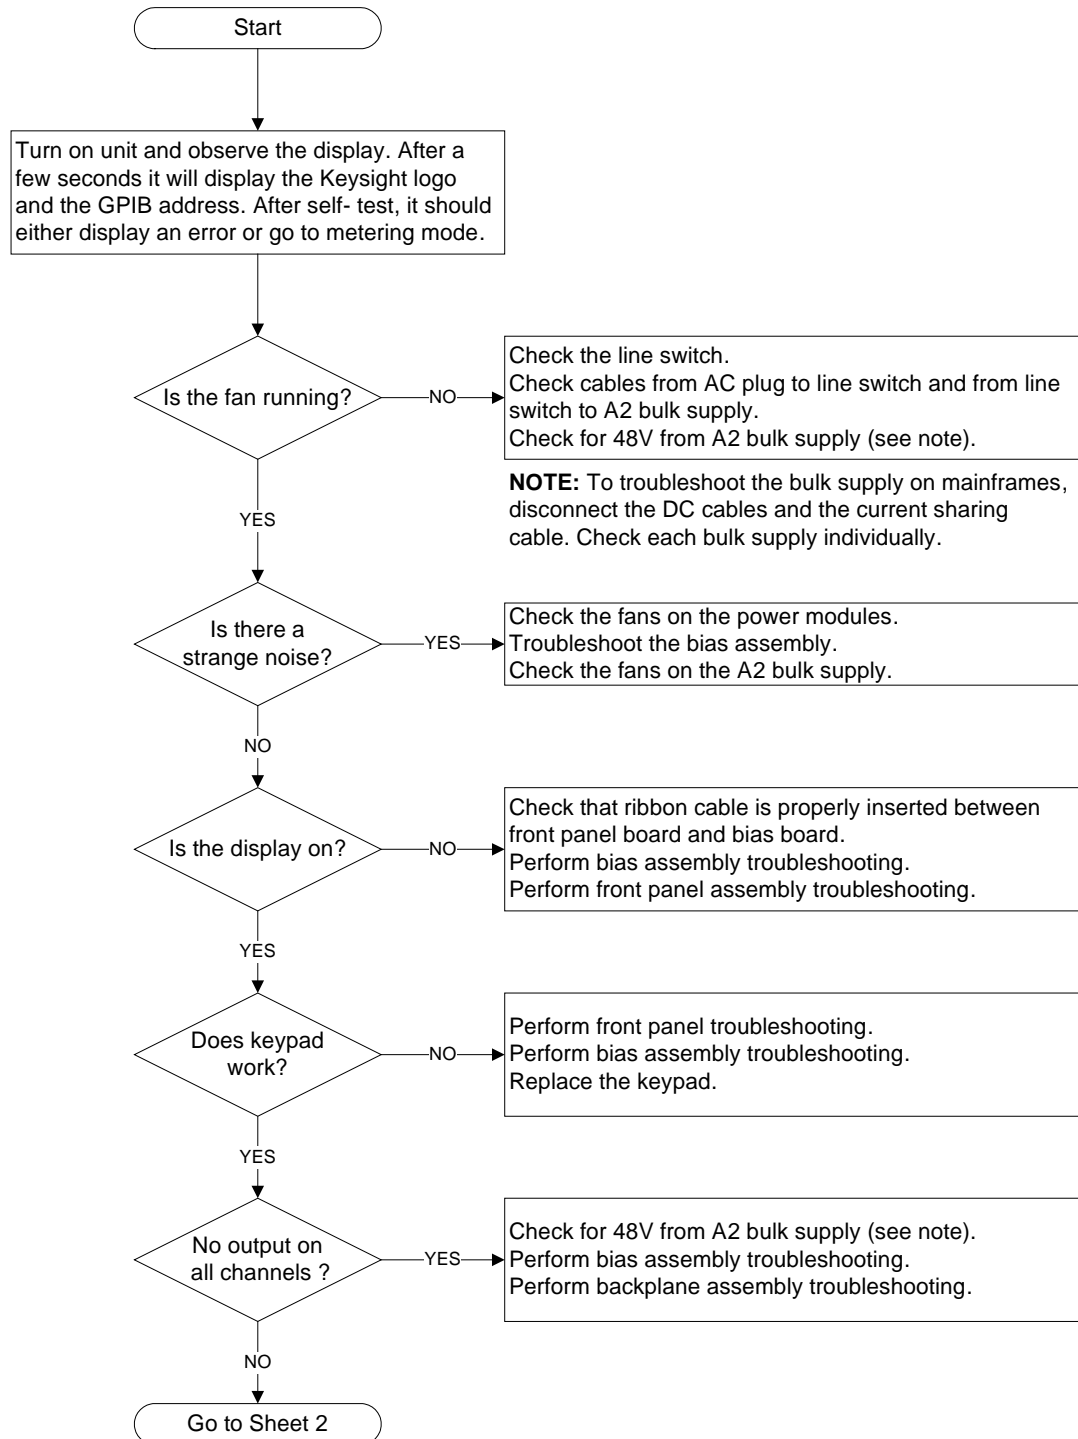 Start
Turn on unit and observe the display. After a
few seconds it will display the Keysight logo
and the GPIB address. After self- test, it should
either display an error or go to metering mode.
Is the fan running?
NO
Check the line switch.
Check cables from AC plug to line switch and from line
switch to A2 bulk supply.
Check for 48V from A2 bulk supply (see note).
NOTE: To troubleshoot the bulk supply on mainframes,
disconnect the DC cables and the current sharing
cable. Check each bulk supply individually.
YES
Is there a
strange noise?
YES
Check the fans on the power modules.
Troubleshoot the bias assembly.
Check the fans on the A2 bulk supply.
NO
Is the display on?
NO
Check that ribbon cable is properly inserted between
front panel board and bias board.
Perform bias assembly troubleshooting.
Perform front panel assembly troubleshooting.
YES
Does keypad
work?
NO
Perform front panel troubleshooting.
Perform bias assembly troubleshooting.
Replace the keypad.
YES
No output on
all channels ?
YES
Check for 48V from A2 bulk supply (see note).
Perform bias assembly troubleshooting.
Perform backplane assembly troubleshooting.
NO
Go to Sheet 2